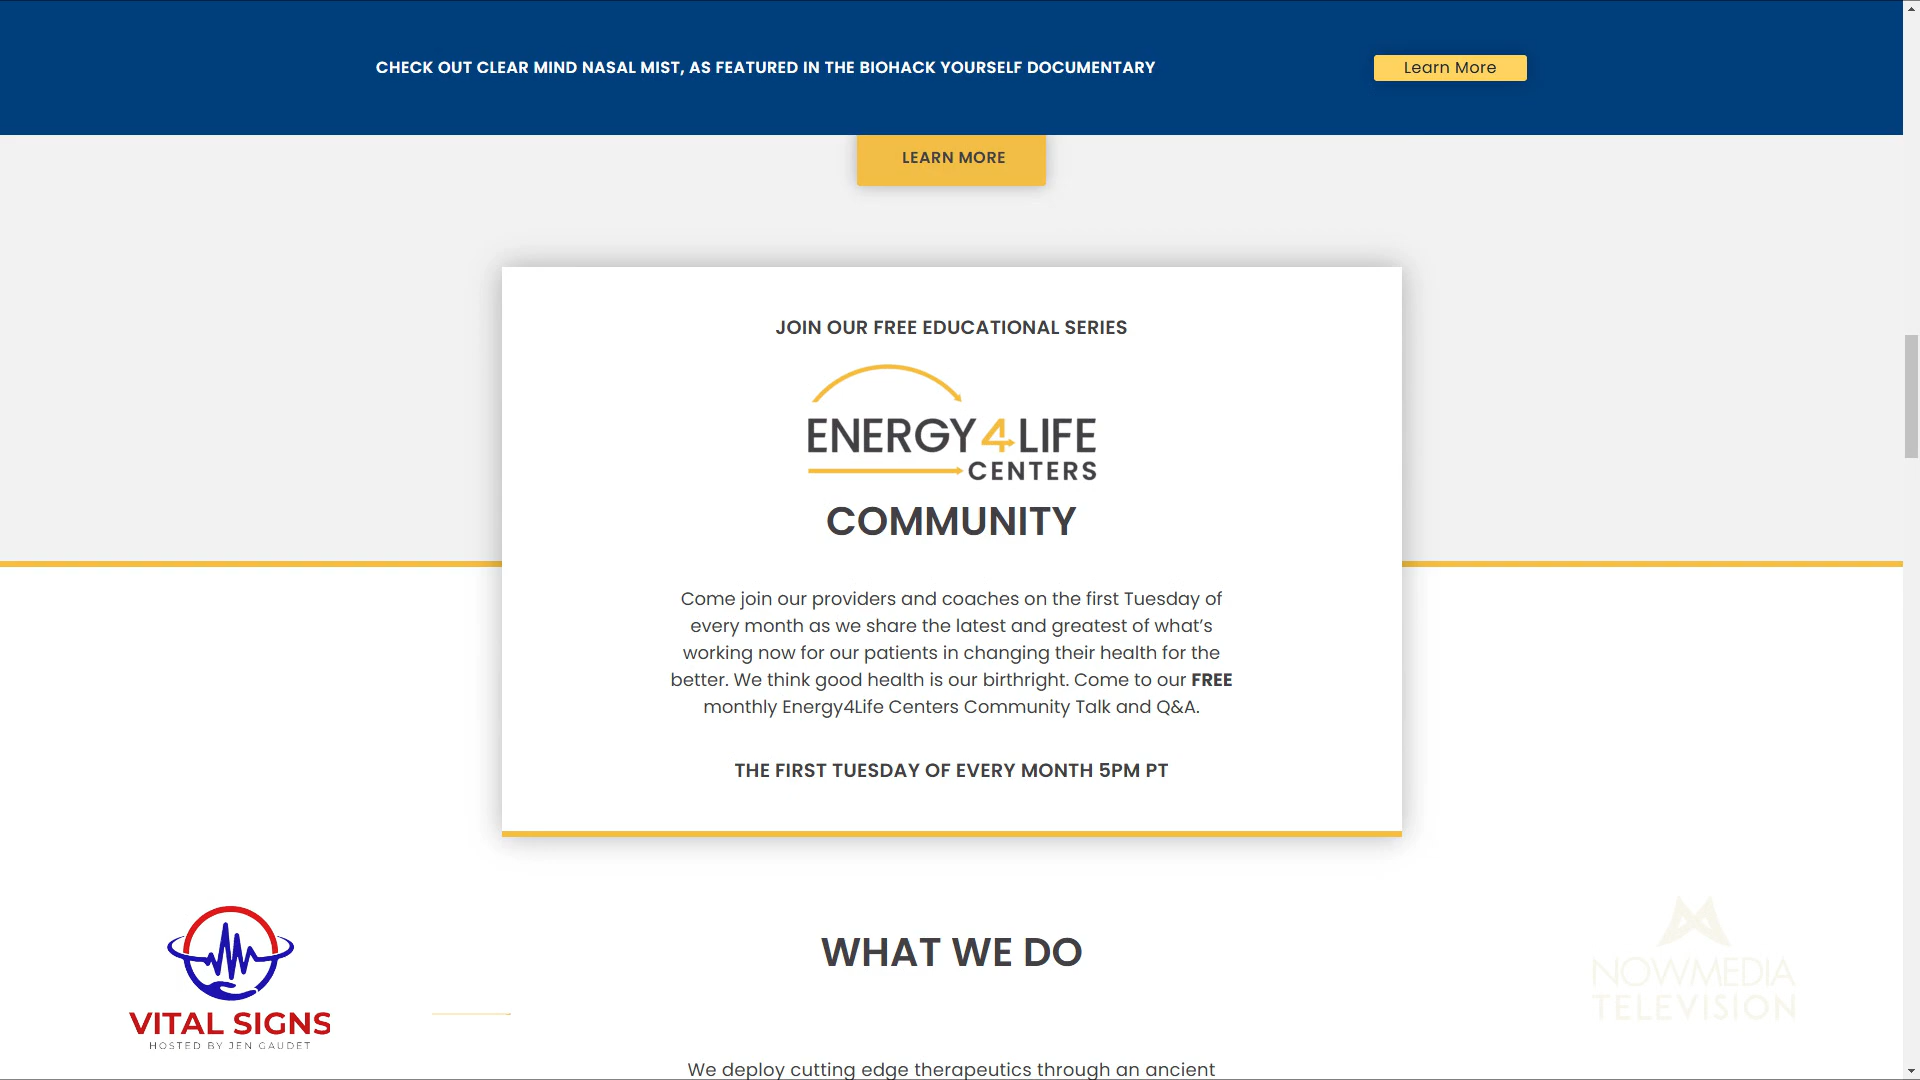 CHECK OUT CLEAR MIND NASAL MIST, AS FEATURED IN THE BIOHACK YOURSELF DOCUMENTARY
Learn More
LEARN MORE
JOIN OUR FREE EDUCATIONAL SERIES
ENERGY4LIFE
CENTERS
COMMUNITY
Come join our providers and coaches on the first Tuesday of
every month as we share the latest and greatest of what’s
working now for our patients in changing their health for the
better. We think good health is our birthright. Come to our FREE
monthly Energy4Life Centers Community Talk and Q&A.
THE FIRST TUESDAY OF EVERY MONTH 5PM PT
VITAL SIGNS
HOSTED BY JEN GAUDET
WHAT WE DO
NOWMEDIA
TELEVISION
We deploy cutting edge therapeutics through an ancient